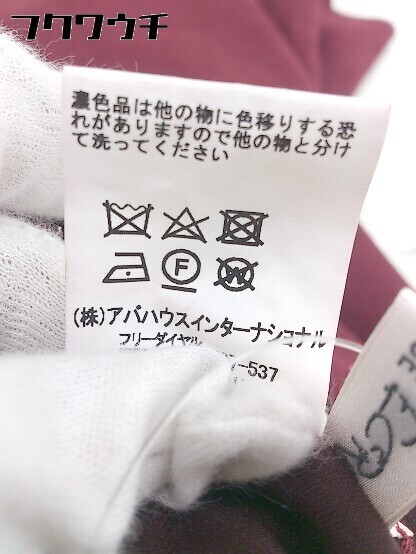 フクワウチ
濃色品は他の物に色移りする恐
れがありますので他の物と分け
て洗ってください
F
W
(株)アバハウスインターナショナル
フリーダイヤル
-537